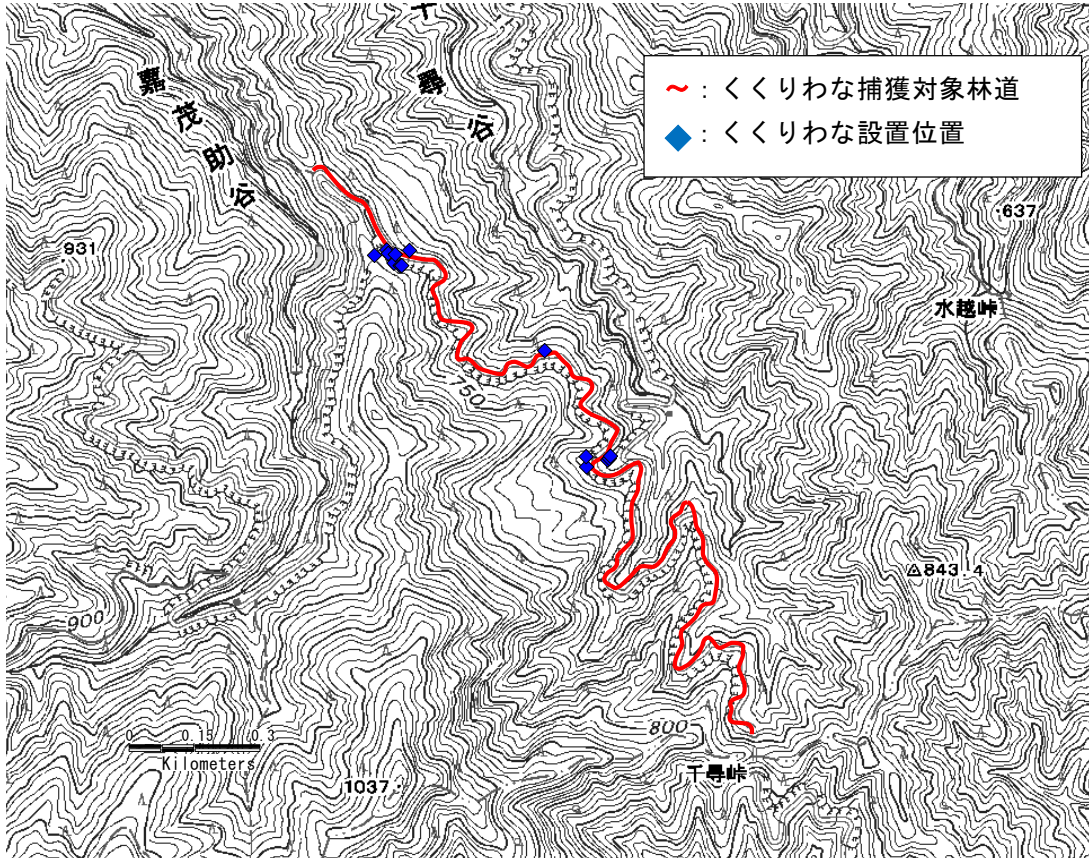 ～：くくりわな捕獲対象林道
◆：くくりわな設置位置
嘉茂助谷
千尋谷
931
637
水越峠
750
843.4
900
800
千尋峠
1037
0 0.15 0.3
Kilometers